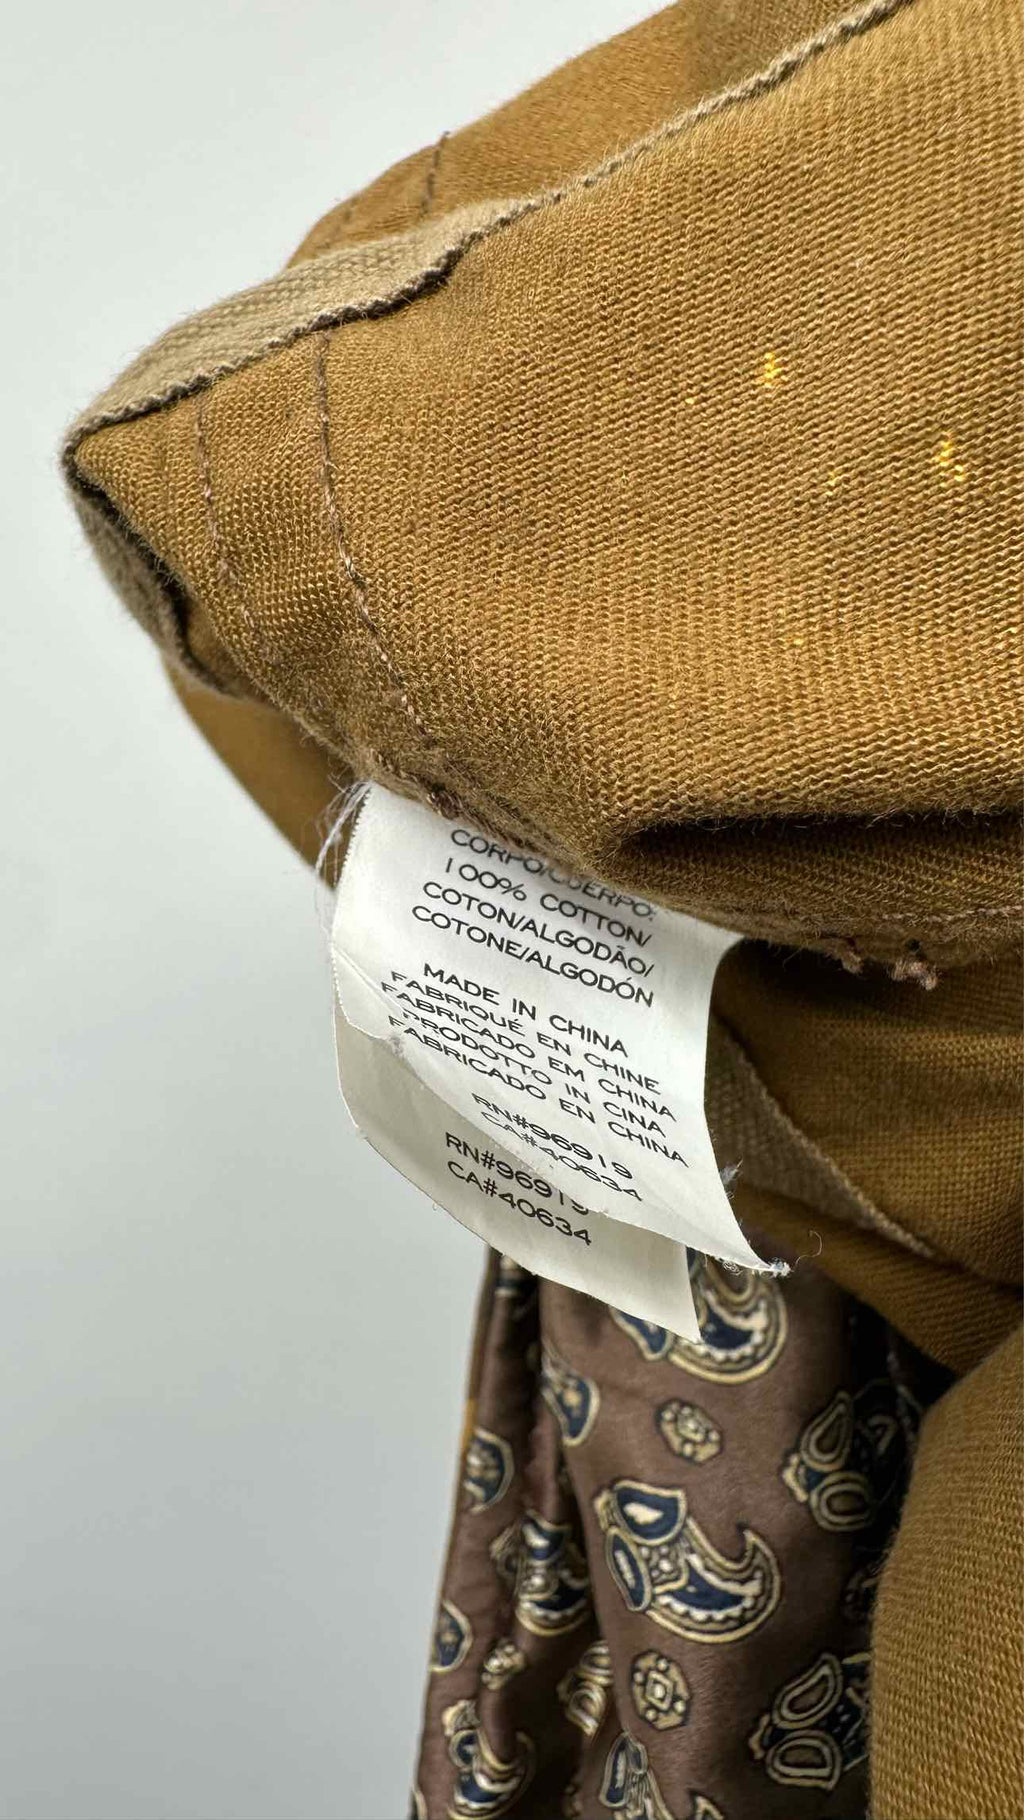 CORPO/CUERPO:
100% COTTON/
COTON/ALGODÃO/
COTONE/ALGODÓN
MADE IN CHINA
FABRIQUÉ EN CHINE
FABRICADO EM CHINA
PRODOTTO IN CINA
FABRICADO EN CHINA
RN#96919
CA#40634
RN#96919
CA#40634